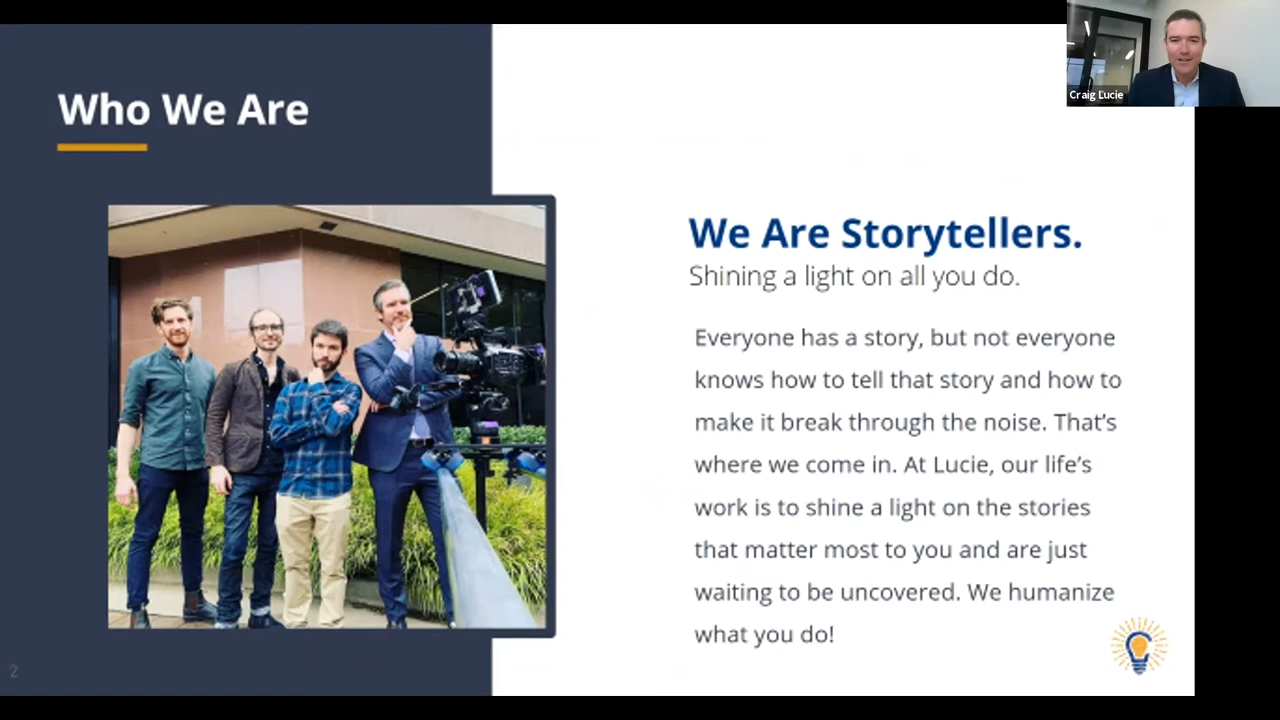 Craig Lucie
Who We Are
We Are Storytellers.
Shining a light on all you do.
Everyone has a story, but not everyone
knows how to tell that story and how to
make it break through the noise. That's
where we come in. At Lucie, our life's
work is to shine a light on the stories
that matter most to you and are just
waiting to be uncovered. We humanize
what you do!
2